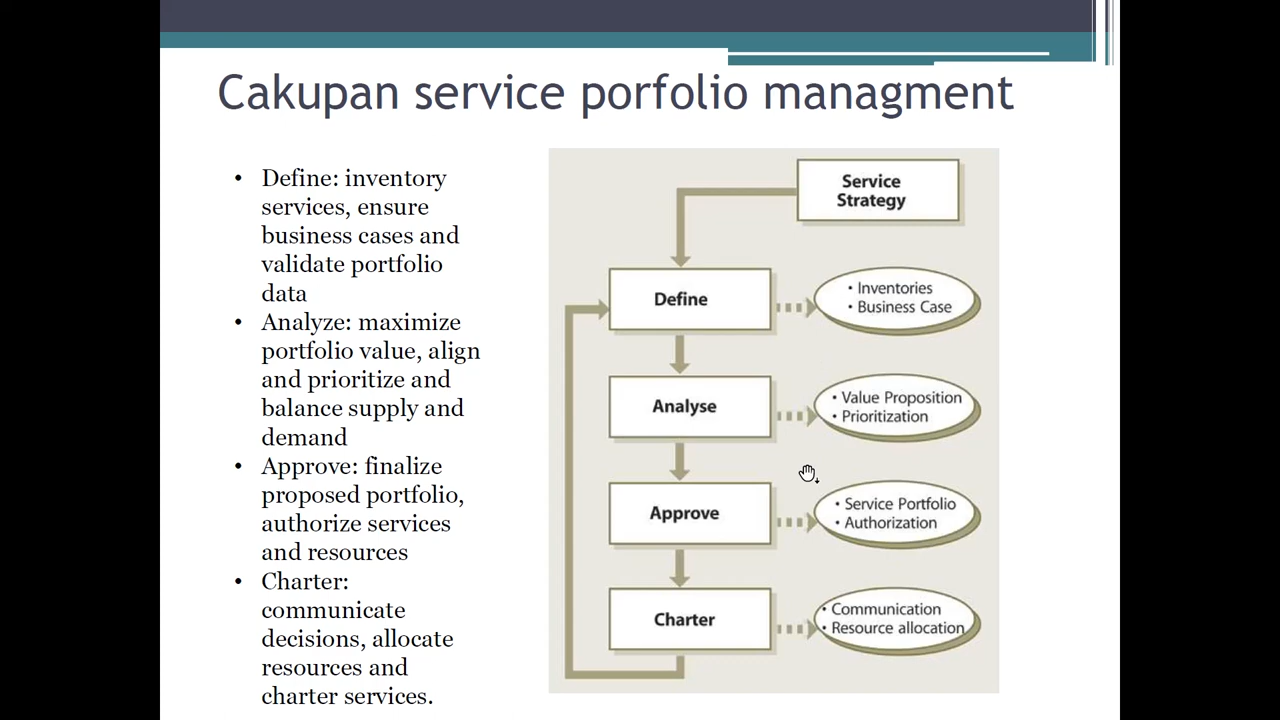 Cakupan service porfolio managment
• Define: inventory
services, ensure
business cases and
validate portfolio
data
• Analyze: maximize
portfolio value, align
and prioritize and
balance supply and
demand
• Approve: finalize
proposed portfolio,
authorize services
and resources
• Charter:
communicate
decisions, allocate
resources and
charter services.
Service
Strategy
Define
• Inventories
• Business Case
Analyse
• Value Proposition
• Prioritization
Approve
• Service Portfolio
• Authorization
Charter
• Communication
• Resource allocation